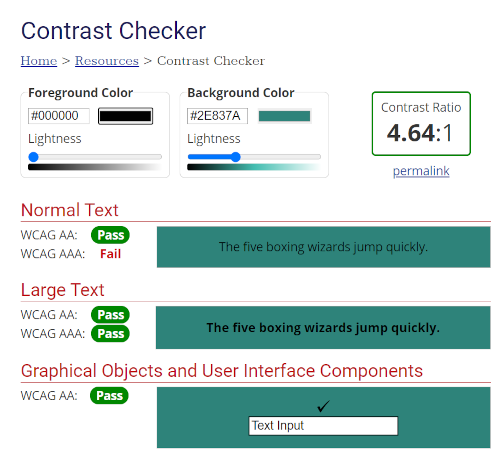 Contrast Checker
Home > Resources > Contrast Checker
Foreground Color
#000000
Lightness
Background Color
#2E837A
Lightness
Contrast Ratio
4.64:1
permalink
Normal Text
WCAG AA: Pass
WCAG AAA: Fail
The five boxing wizards jump quickly.
Large Text
WCAG AA: Pass
WCAG AAA: Pass
The five boxing wizards jump quickly.
Graphical Objects and User Interface Components
WCAG AA: Pass
✓
Text Input